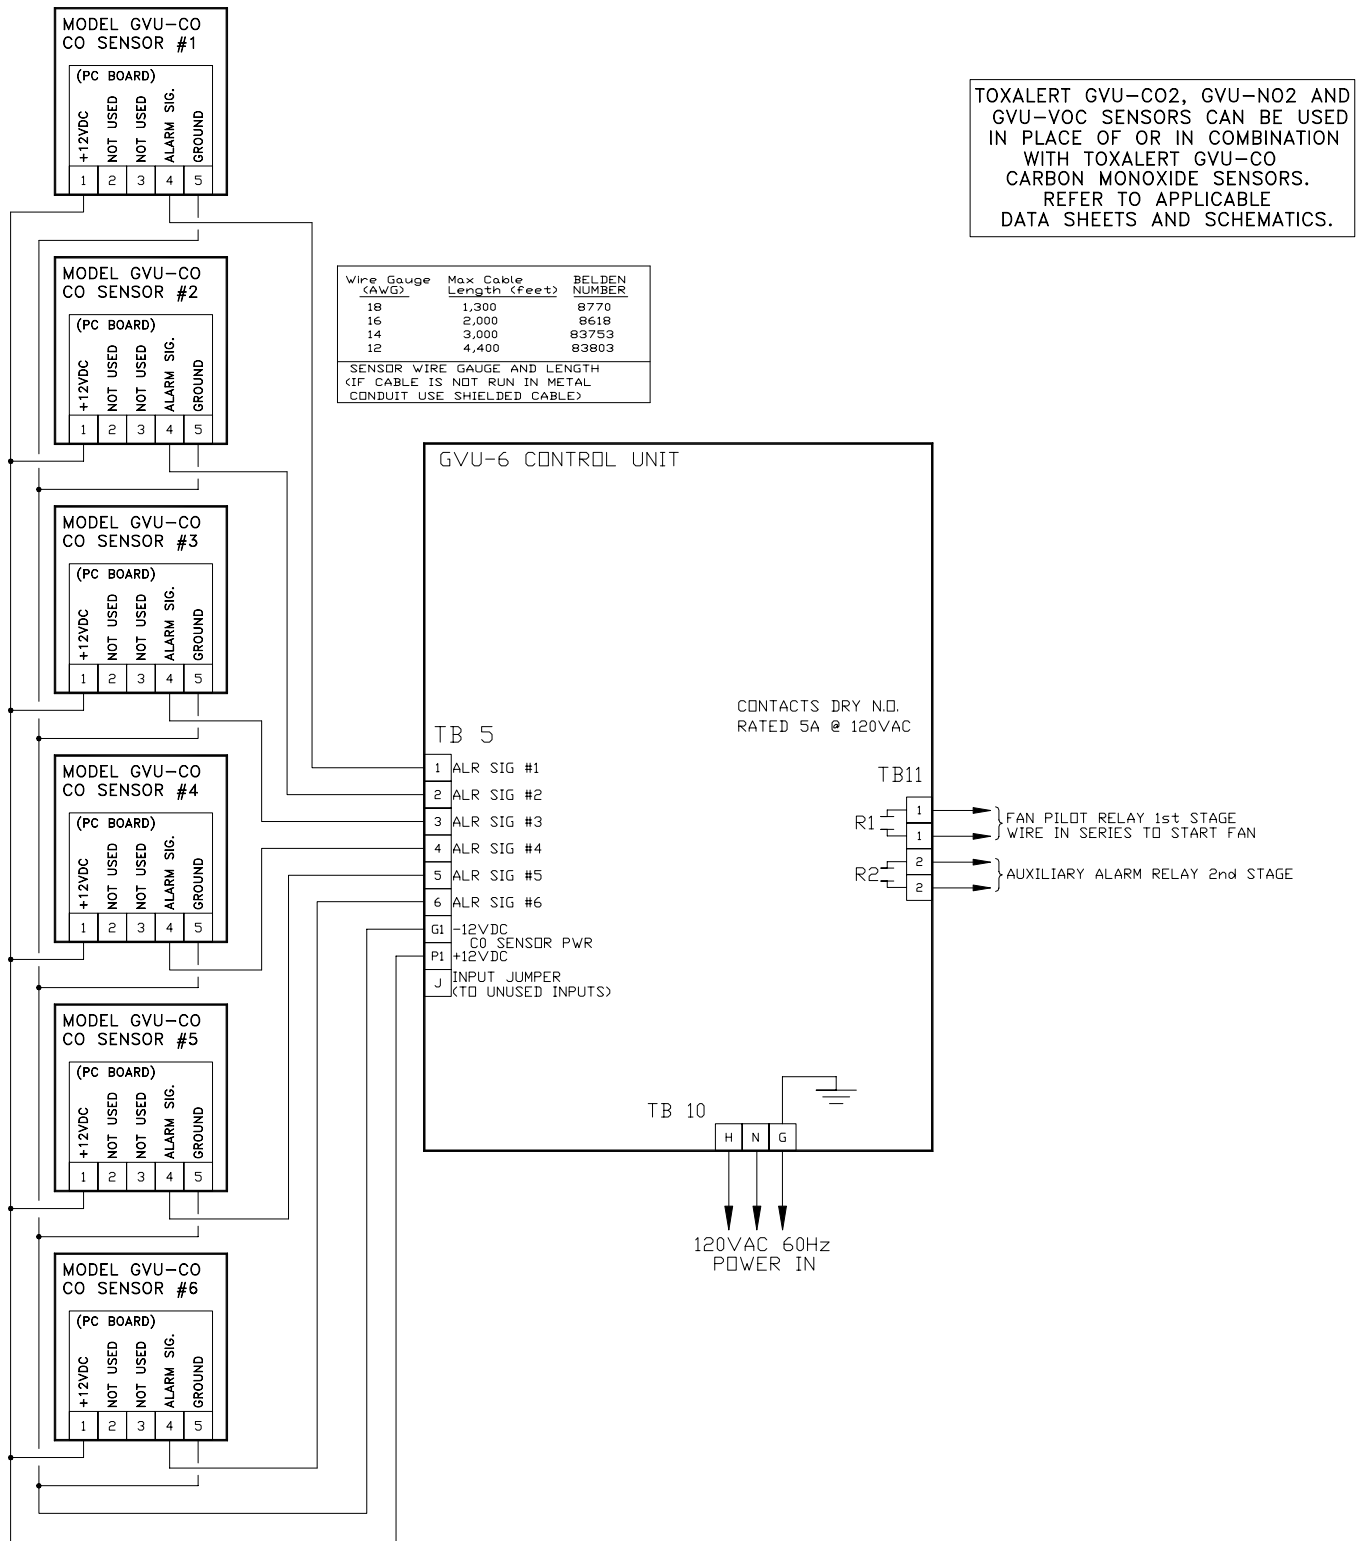 MODEL GVU-CO
CO SENSOR #1
(PC BOARD)
+12VDC
NOT USED
NOT USED
ALARM SIG.
GROUND
1 2 3 4 5
TOXALERT GVU-CO2, GVU-NO2 AND
GVU-VOC SENSORS CAN BE USED
IN PLACE OF OR IN COMBINATION
WITH TOXALERT GVU-CO
CARBON MONOXIDE SENSORS.
REFER TO APPLICABLE
DATA SHEETS AND SCHEMATICS.
MODEL GVU-CO
CO SENSOR #2
(PC BOARD)
+12VDC
NOT USED
NOT USED
ALARM SIG.
GROUND
1 2 3 4 5
Wire Gauge Max Cable BELDEN
(AWG) Length (feet) NUMBER
18 1,300 8770
16 2,000 8618
14 3,000 83753
12 4,400 83803
SENSOR WIRE GAUGE AND LENGTH
(IF CABLE IS NOT RUN IN METAL
CONDUIT USE SHIELDED CABLE)
MODEL GVU-CO
CO SENSOR #3
(PC BOARD)
+12VDC
NOT USED
NOT USED
ALARM SIG.
GROUND
1 2 3 4 5
MODEL GVU-CO
CO SENSOR #4
(PC BOARD)
+12VDC
NOT USED
NOT USED
ALARM SIG.
GROUND
1 2 3 4 5
MODEL GVU-CO
CO SENSOR #5
(PC BOARD)
+12VDC
NOT USED
NOT USED
ALARM SIG.
GROUND
1 2 3 4 5
MODEL GVU-CO
CO SENSOR #6
(PC BOARD)
+12VDC
NOT USED
NOT USED
ALARM SIG.
GROUND
1 2 3 4 5
GVU-6 CONTROL UNIT
CONTACTS DRY N.O.
RATED 5A @ 120VAC
TB 5
1 ALR SIG #1
2 ALR SIG #2
3 ALR SIG #3
4 ALR SIG #4
5 ALR SIG #5
6 ALR SIG #6
G1 -12VDC
CO SENSOR PWR
P1 +12VDC
J INPUT JUMPER
(TO UNUSED INPUTS)
TB11
R1
1
1
R2
2
2
FAN PILOT RELAY 1st STAGE
WIRE IN SERIES TO START FAN
AUXILIARY ALARM RELAY 2nd STAGE
TB 10
H N G
120VAC 60Hz
POWER IN